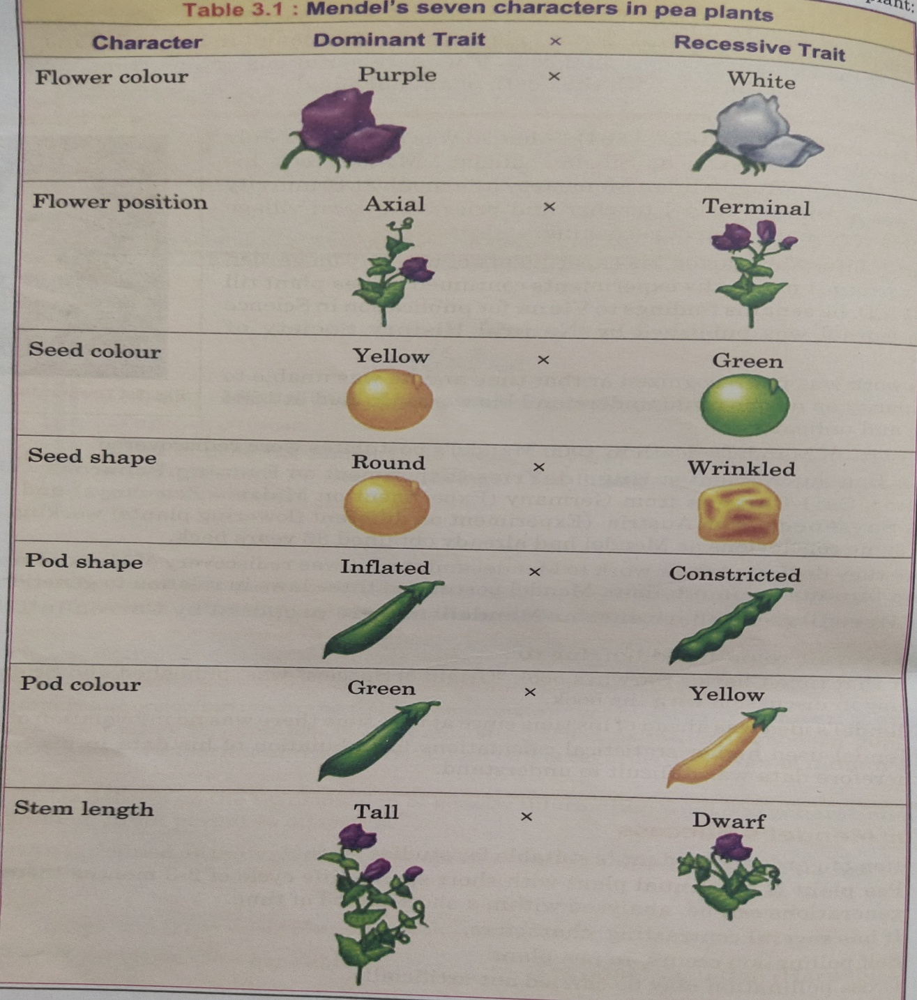 Table 3.1 : Mendel's seven characters in pea plants
Character Dominant Trait × Recessive Trait
Flower colour Purple × White
Flower position Axial × Terminal
Seed colour Yellow × Green
Seed shape Round × Wrinkled
Pod shape Inflated × Constricted
Pod colour Green × Yellow
Stem length Tall × Dwarf